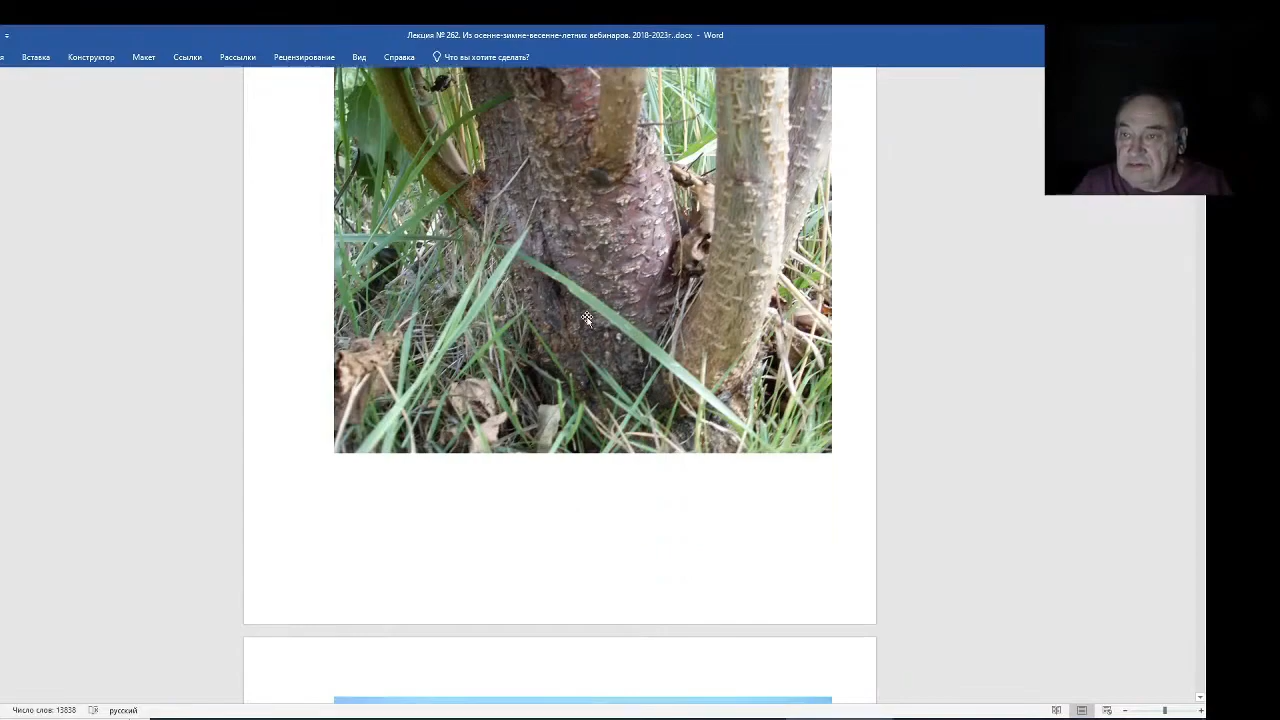 Лекция № 262. Из осенне-зимне-весенне-летних вебинаров. 2018-2023г..docx - Word
я Вставка Конструктор Макет Ссылки Рассылки Рецензирование Вид Справка Что вы хотите сделать?
Число слов: 13838 русский